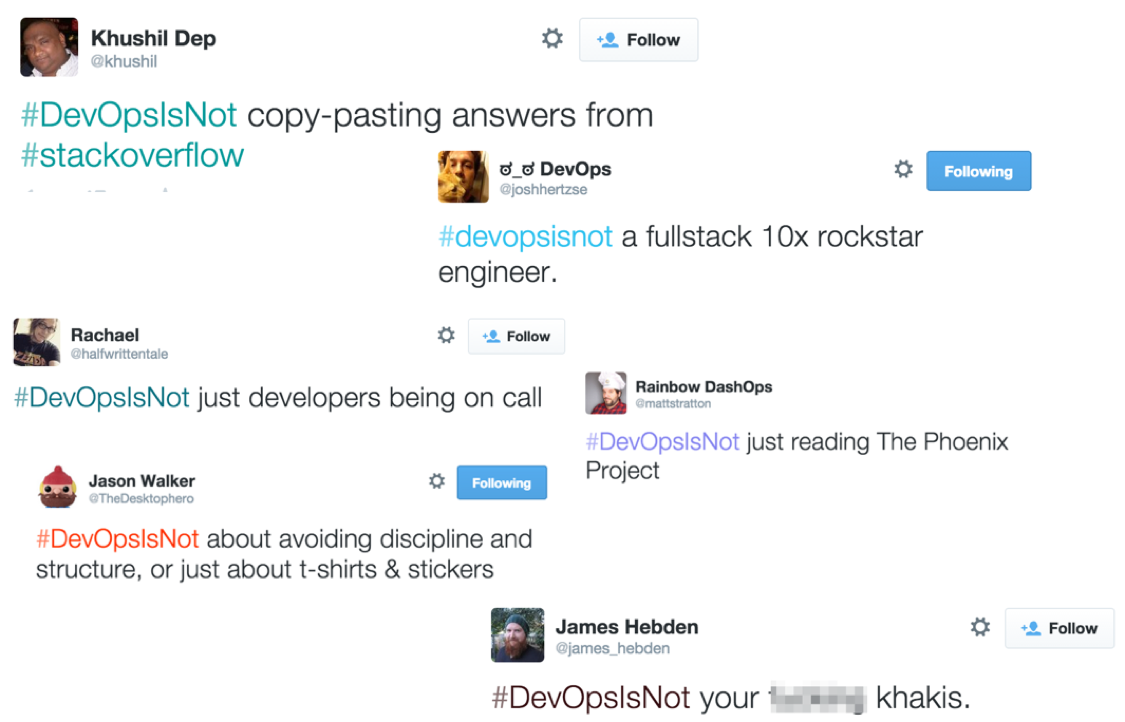 Khushil Dep
@khushil
Follow
#DevOpsIsNot copy-pasting answers from
#stackoverflow
ಠ_ಠ DevOps
@joshhertzse
Following
#devopsisnot a fullstack 10x rockstar
engineer.
Rachael
@halfwrittentale
Follow
#DevOpsIsNot just developers being on call
Rainbow DashOps
@mattstratton
#DevOpsIsNot just reading The Phoenix
Project
Jason Walker
@TheDesktophero
Following
#DevOpsIsNot about avoiding discipline and
structure, or just about t-shirts & stickers
James Hebden
@james_hebden
Follow
#DevOpsIsNot your khakis.